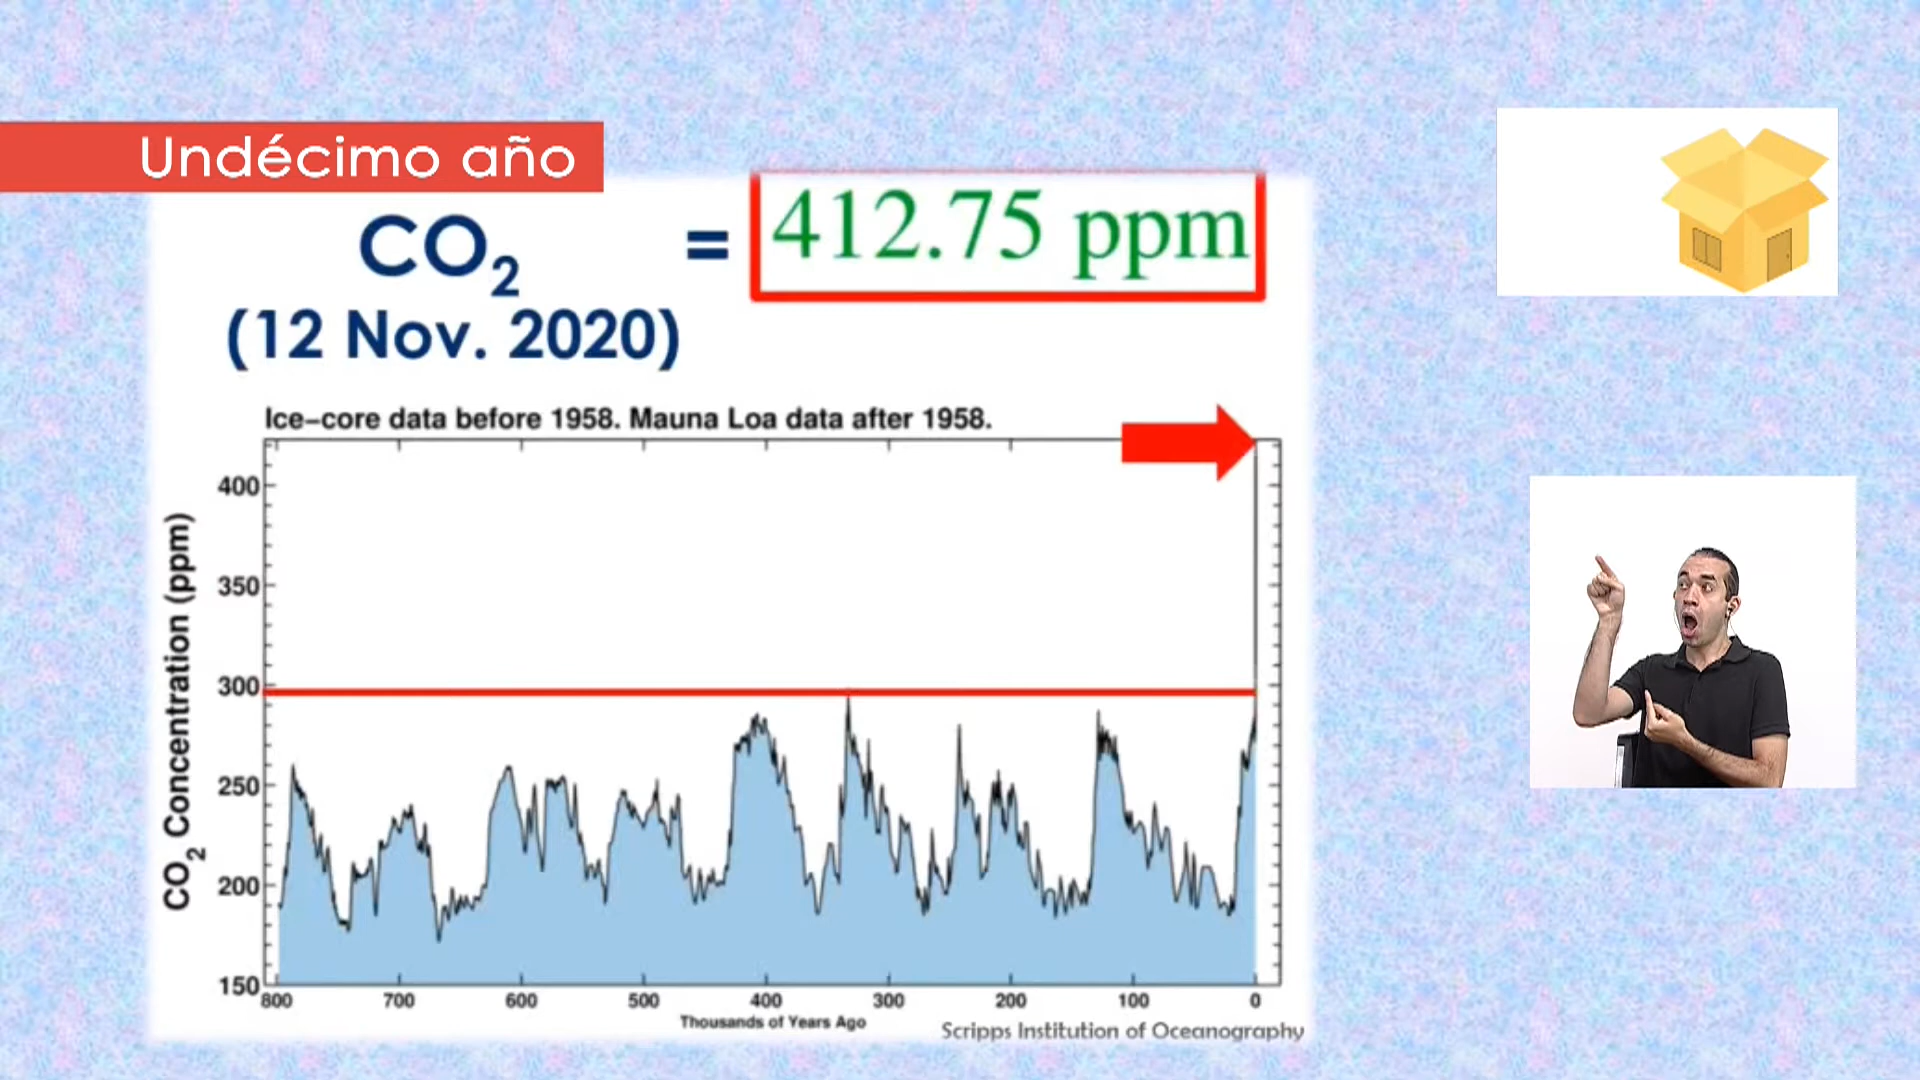 Undécimo año
CO₂ = 412.75 ppm
(12 Nov. 2020)
Ice-core data before 1958. Mauna Loa data after 1958.
CO₂ Concentration (ppm)
400
350
300
250
200
150
800 700 600 500 400 300 200 100 0
Thousands of Years Ago
Scripps Institution of Oceanography